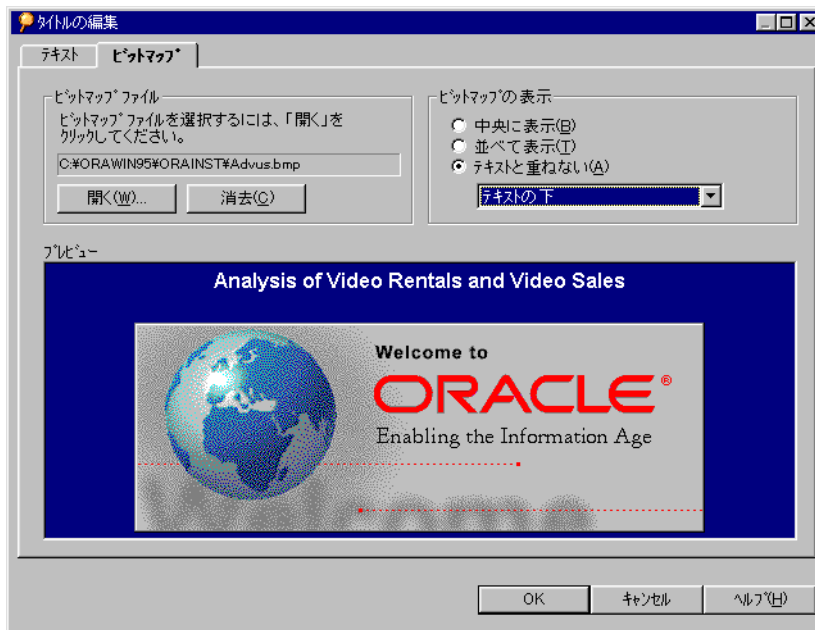 タイトルの編集
テキスト
ビットマップ
ビットマップ ファイル
ビットマップ ファイルを選択するには、「開く」を
クリックしてください。
C:¥ORAWIN95¥ORAINST¥Advus.bmp
開く(W)...
消去(C)
ビットマップの表示
中央に表示(B)
並べて表示(T)
テキストと重ねない(A)
テキストの下
プレビュー
Analysis of Video Rentals and Video Sales
Welcome to
ORACLE®
Enabling the Information Age
Welcome
OK
キャンセル
ヘルプ(H)